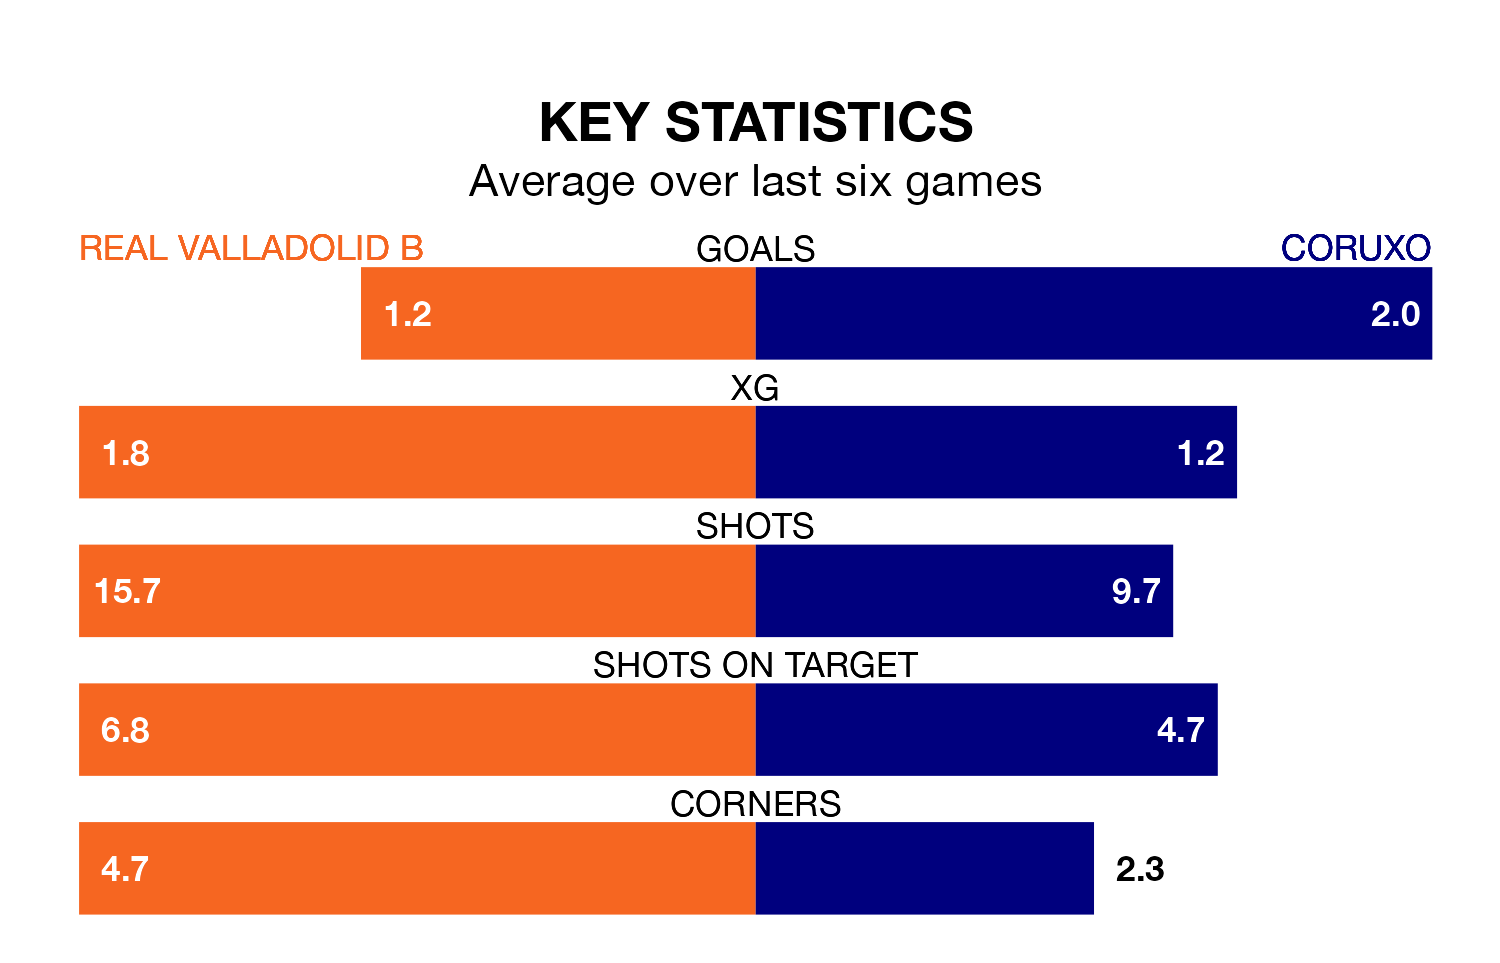 KEY STATISTICS
Average over last six games
REAL VALLADOLID B GOALS CORUXO
1.2 2.0
XG
1.8 1.2
SHOTS
15.7 9.7
SHOTS ON TARGET
6.8 4.7
CORNERS
4.7 2.3